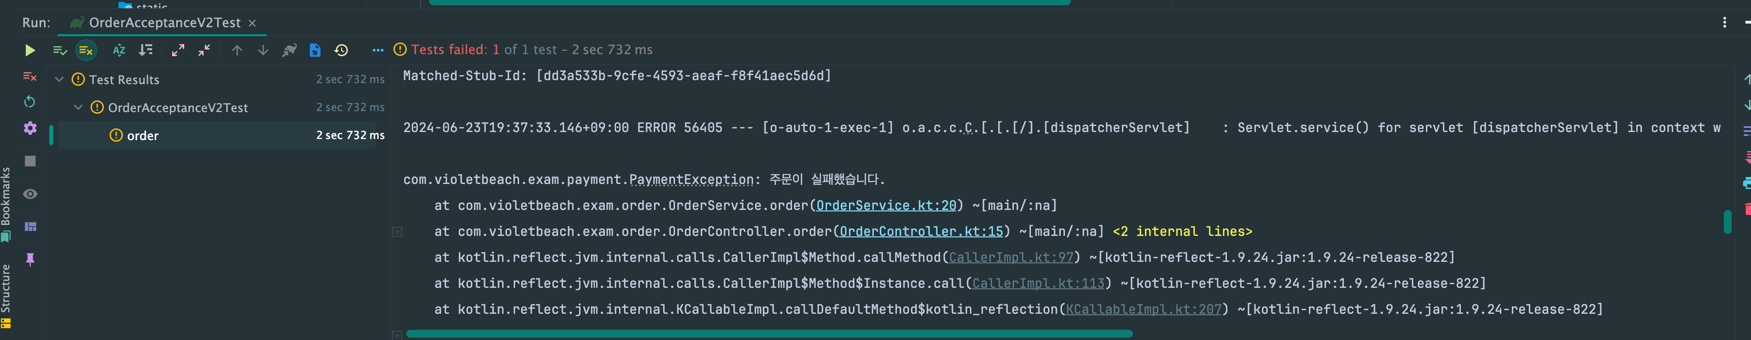 static
Run: OrderAcceptanceV2Test ×
Tests failed: 1 of 1 test – 2 sec 732 ms
Test Results 2 sec 732 ms
OrderAcceptanceV2Test 2 sec 732 ms
order 2 sec 732 ms
Bookmarks
Structure
Matched-Stub-Id: [dd3a533b-9cfe-4593-aeaf-f8f41aec5d6d]
2024-06-23T19:37:33.146+09:00 ERROR 56405 --- [o-auto-1-exec-1] o.a.c.c.C.[.[.[/].[dispatcherServlet] : Servlet.service() for servlet [dispatcherServlet] in context w
com.violetbeach.exam.payment.PaymentException: 주문이 실패했습니다.
at com.violetbeach.exam.order.OrderService.order(OrderService.kt:20) ~[main/:na]
at com.violetbeach.exam.order.OrderController.order(OrderController.kt:15) ~[main/:na] <2 internal lines>
at kotlin.reflect.jvm.internal.calls.CallerImpl$Method.callMethod(CallerImpl.kt:97) ~[kotlin-reflect-1.9.24.jar:1.9.24-release-822]
at kotlin.reflect.jvm.internal.calls.CallerImpl$Method$Instance.call(CallerImpl.kt:113) ~[kotlin-reflect-1.9.24.jar:1.9.24-release-822]
at kotlin.reflect.jvm.internal.KCallableImpl.callDefaultMethod$kotlin_reflection(KCallableImpl.kt:207) ~[kotlin-reflect-1.9.24.jar:1.9.24-release-822]